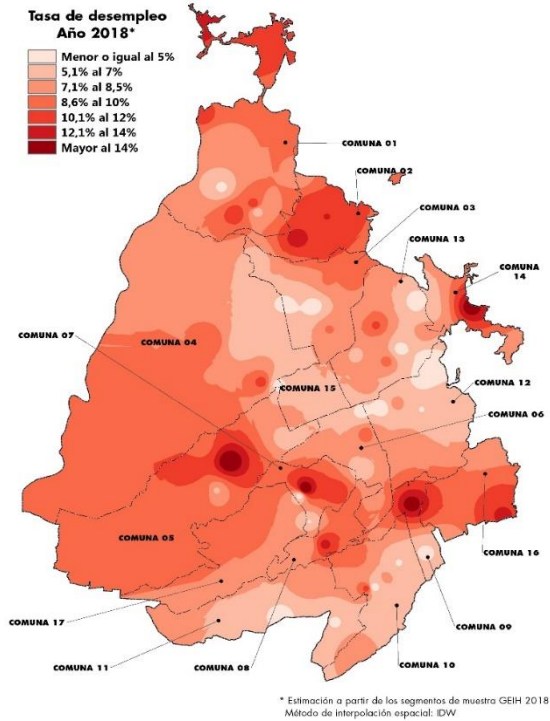 Tasa de desempleo
Año 2018*
Menor o igual al 5%
5,1% al 7%
7,1% al 8,5%
8,6% al 10%
10,1% al 12%
12,1% al 14%
Mayor al 14%
COMUNA 01
COMUNA 02
COMUNA 03
COMUNA 13
COMUNA
14
COMUNA 07
COMUNA 04
COMUNA 15
COMUNA 12
COMUNA 06
COMUNA 05
COMUNA 16
COMUNA 17
COMUNA 09
COMUNA 11
COMUNA 08
COMUNA 10
* Estimación a partir de los segmentos de muestra GEIH 2018
Método de interpolación espacial: IDW